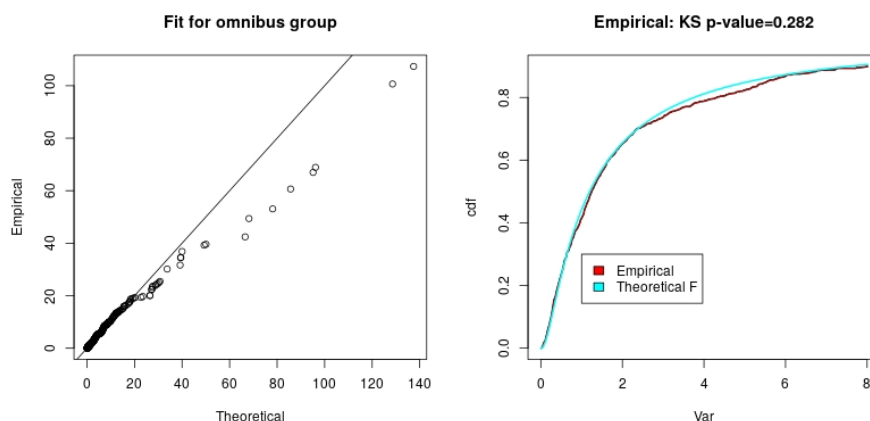 Fit for omnibus group
Empirical
100
80
60
40
20
0
0 20 40 60 80 100 120 140
Theoretical
Empirical: KS p-value=0.282
cdf
0.8
0.6
0.4
0.2
0.0
Empirical
Theoretical F
0 2 4 6 8
Var